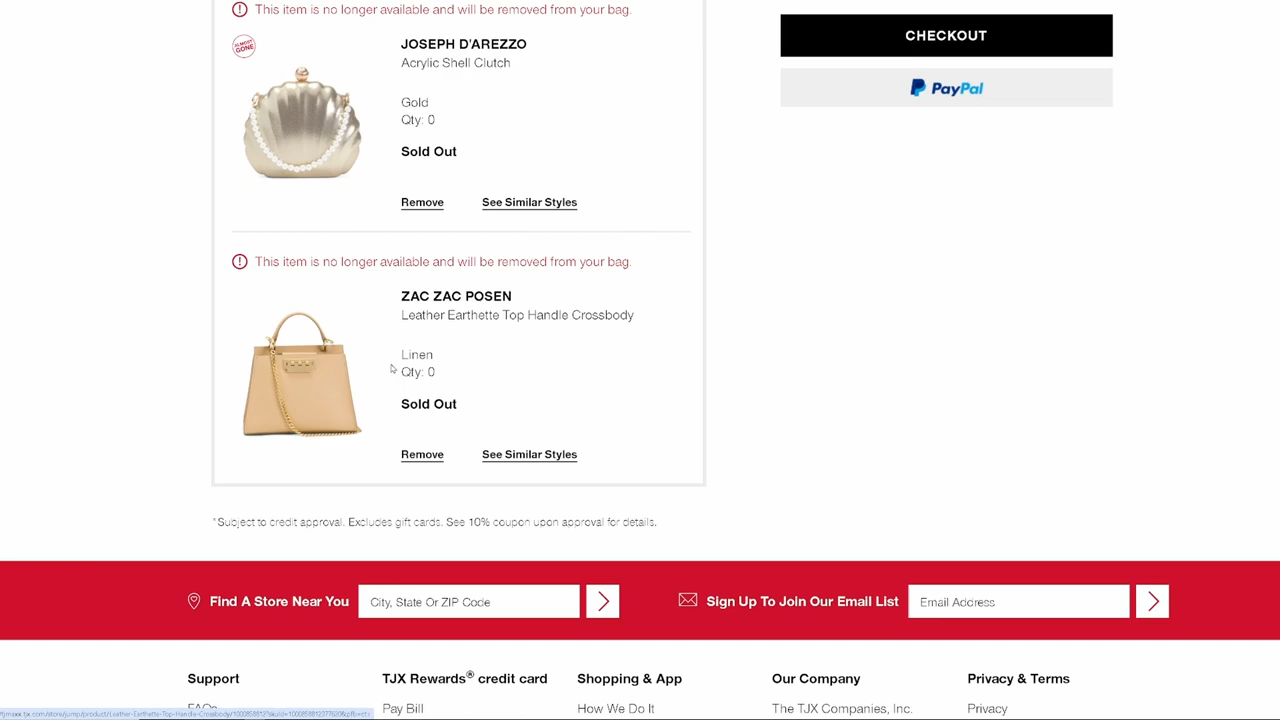 This item is no longer available and will be removed from your bag.
ALMOST GONE
JOSEPH D'AREZZO
Acrylic Shell Clutch
Gold
Qty: 0
Sold Out
Remove See Similar Styles
CHECKOUT
PayPal
This item is no longer available and will be removed from your bag.
ZAC ZAC POSEN
Leather Earthette Top Handle Crossbody
Linen
Qty: 0
Sold Out
Remove See Similar Styles
*Subject to credit approval. Excludes gift cards. See 10% coupon upon approval for details.
Find A Store Near You City, State Or ZIP Code Sign Up To Join Our Email List Email Address
Support TJX Rewards® credit card Shopping & App Our Company Privacy & Terms
FAQs Pay Bill How We Do It The TJX Companies, Inc. Privacy